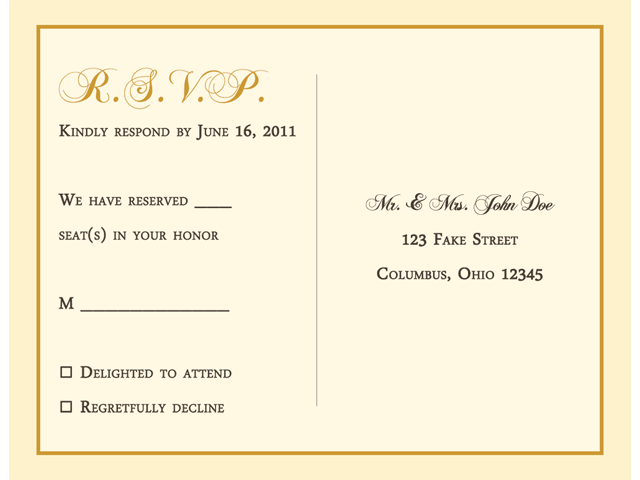 R.S.V.P.
Kindly respond by June 16, 2011
We have reserved ____
seat(s) in your honor
M ________________
☐ Delighted to attend
☐ Regretfully decline
Mr. & Mrs. John Doe
123 Fake Street
Columbus, Ohio 12345